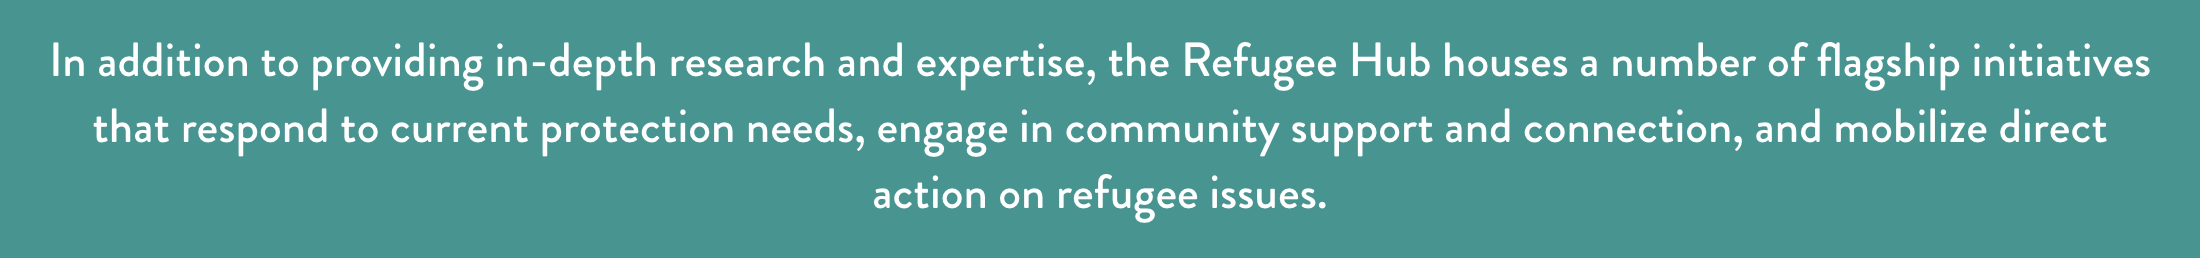 In addition to providing in-depth research and expertise, the Refugee Hub houses a number of flagship initiatives
that respond to current protection needs, engage in community support and connection, and mobilize direct
action on refugee issues.